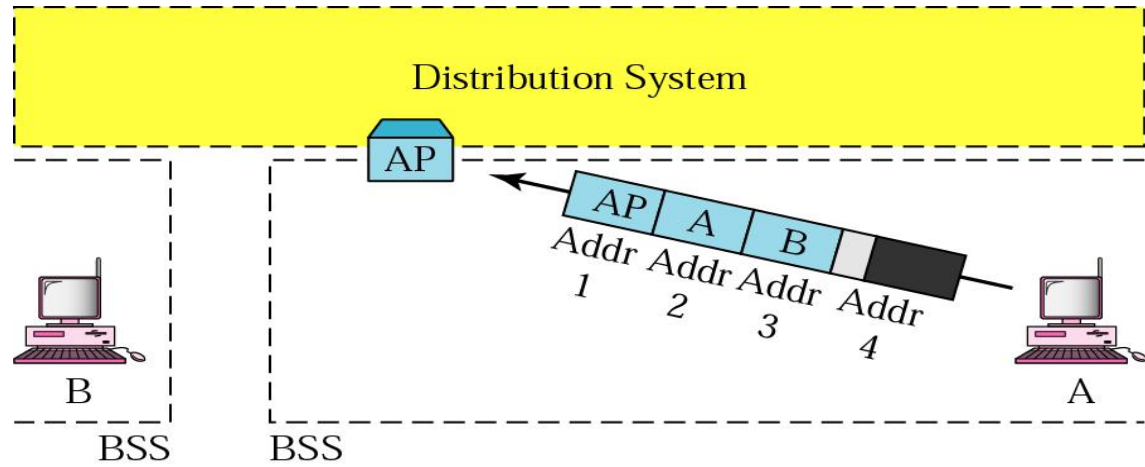 Distribution System
AP
AP A B
Addr Addr Addr Addr
1 2 3 4
B
A
BSS BSS